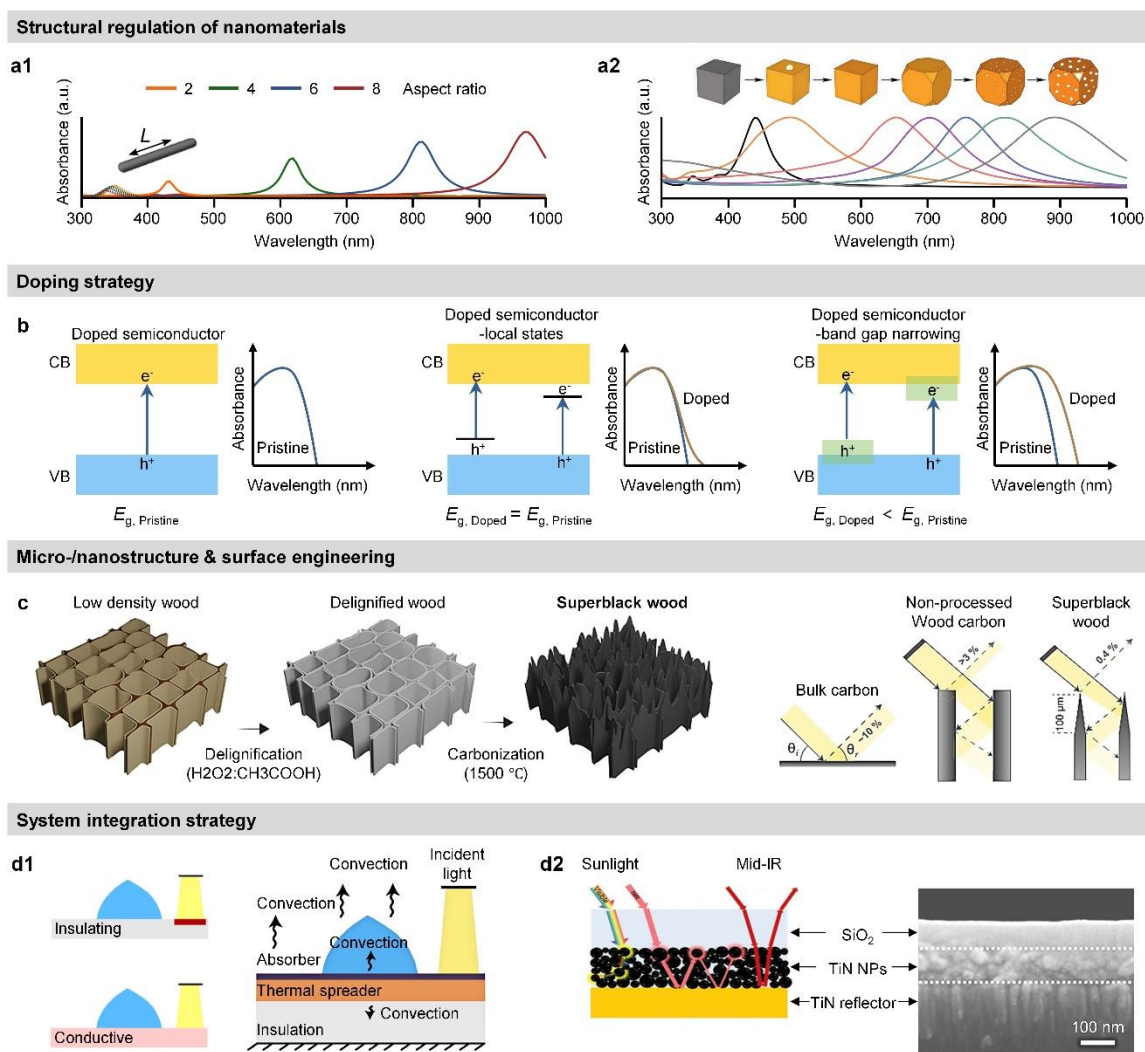 Structural regulation of nanomaterials
a1
2 4 6 8 Aspect ratio
L
Absorbance (a.u.)
300 400 500 600 700 800 900 1000
Wavelength (nm)
a2
Absorbance (a.u.)
300 400 500 600 700 800 900 1000
Wavelength (nm)
Doping strategy
b
Doped semiconductor
CB
e-
h+
VB
Eg, Pristine
Absorbance
Pristine
Wavelength (nm)
Doped semiconductor
-local states
CB
e-
e-
h+
h+
VB
Eg, Doped = Eg, Pristine
Absorbance
Doped
Pristine
Wavelength (nm)
Doped semiconductor
-band gap narrowing
CB
e-
e-
h+
h+
VB
Eg, Doped < Eg, Pristine
Absorbance
Doped
Pristine
Wavelength (nm)
Micro-/nanostructure & surface engineering
c
Low density wood
Delignification
(H2O2:CH3COOH)
Delignified wood
Carbonization
(1500 °C)
Superblack wood
Bulk carbon
θi
θr
~10 %
Non-processed
Wood carbon
>3 %
Superblack
wood
0.4 %
100 μm
System integration strategy
d1
Insulating
Conductive
Convection
Convection
Incident
light
Absorber
Convection
Thermal spreader
Convection
Insulation
d2
Sunlight
Mid-IR
SiO2
TiN NPs
TiN reflector
100 nm